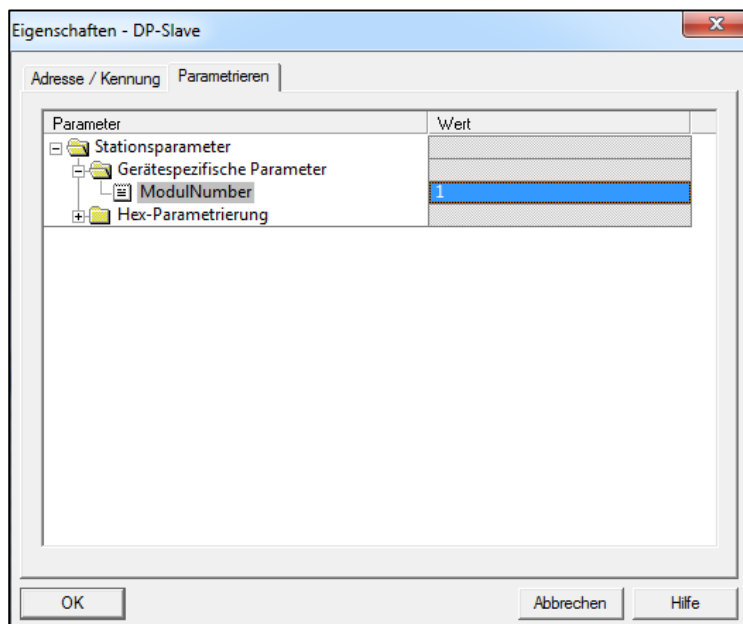 Eigenschaften - DP-Slave
Adresse / Kennung Parametrieren
Parameter Wert
Stationsparameter
Gerätespezifische Parameter
ModulNumber 1
Hex-Parametrierung
OK Abbrechen Hilfe